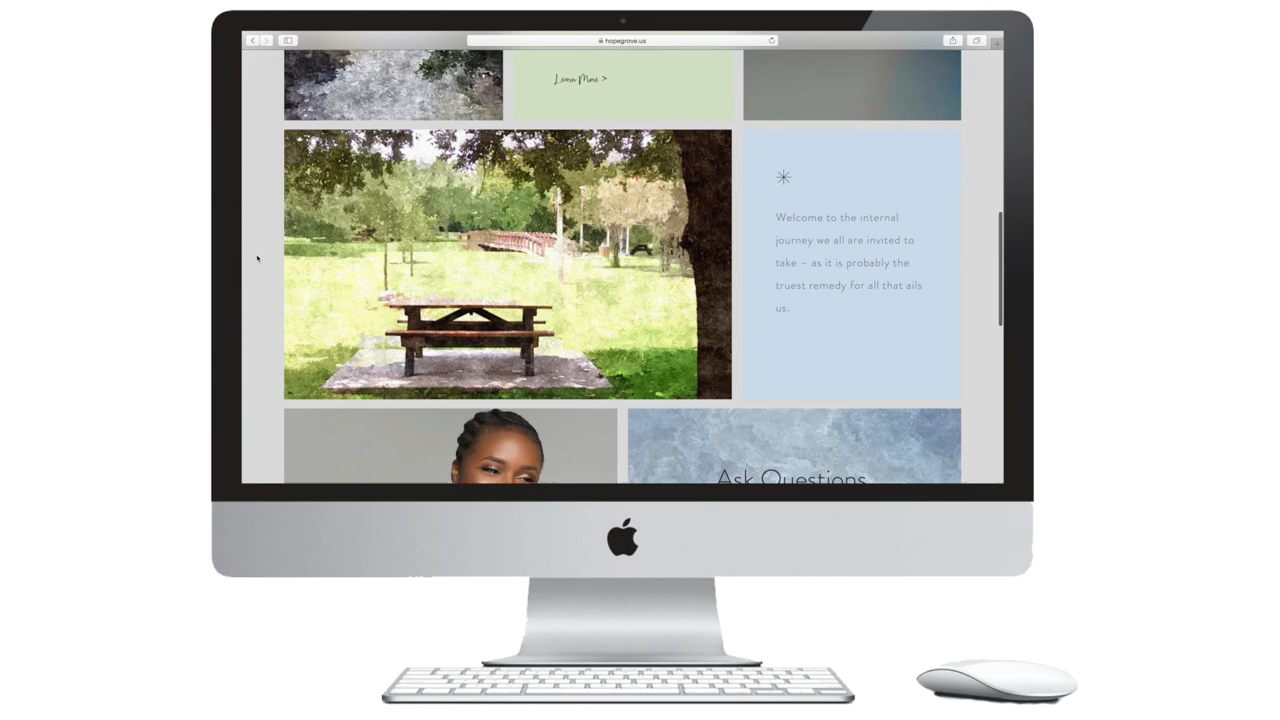 hopegrove.us
Learn More >
Welcome to the internal
journey we all are invited to
take – as it is probably the
truest remedy for all that ails
us.
Ask Questions